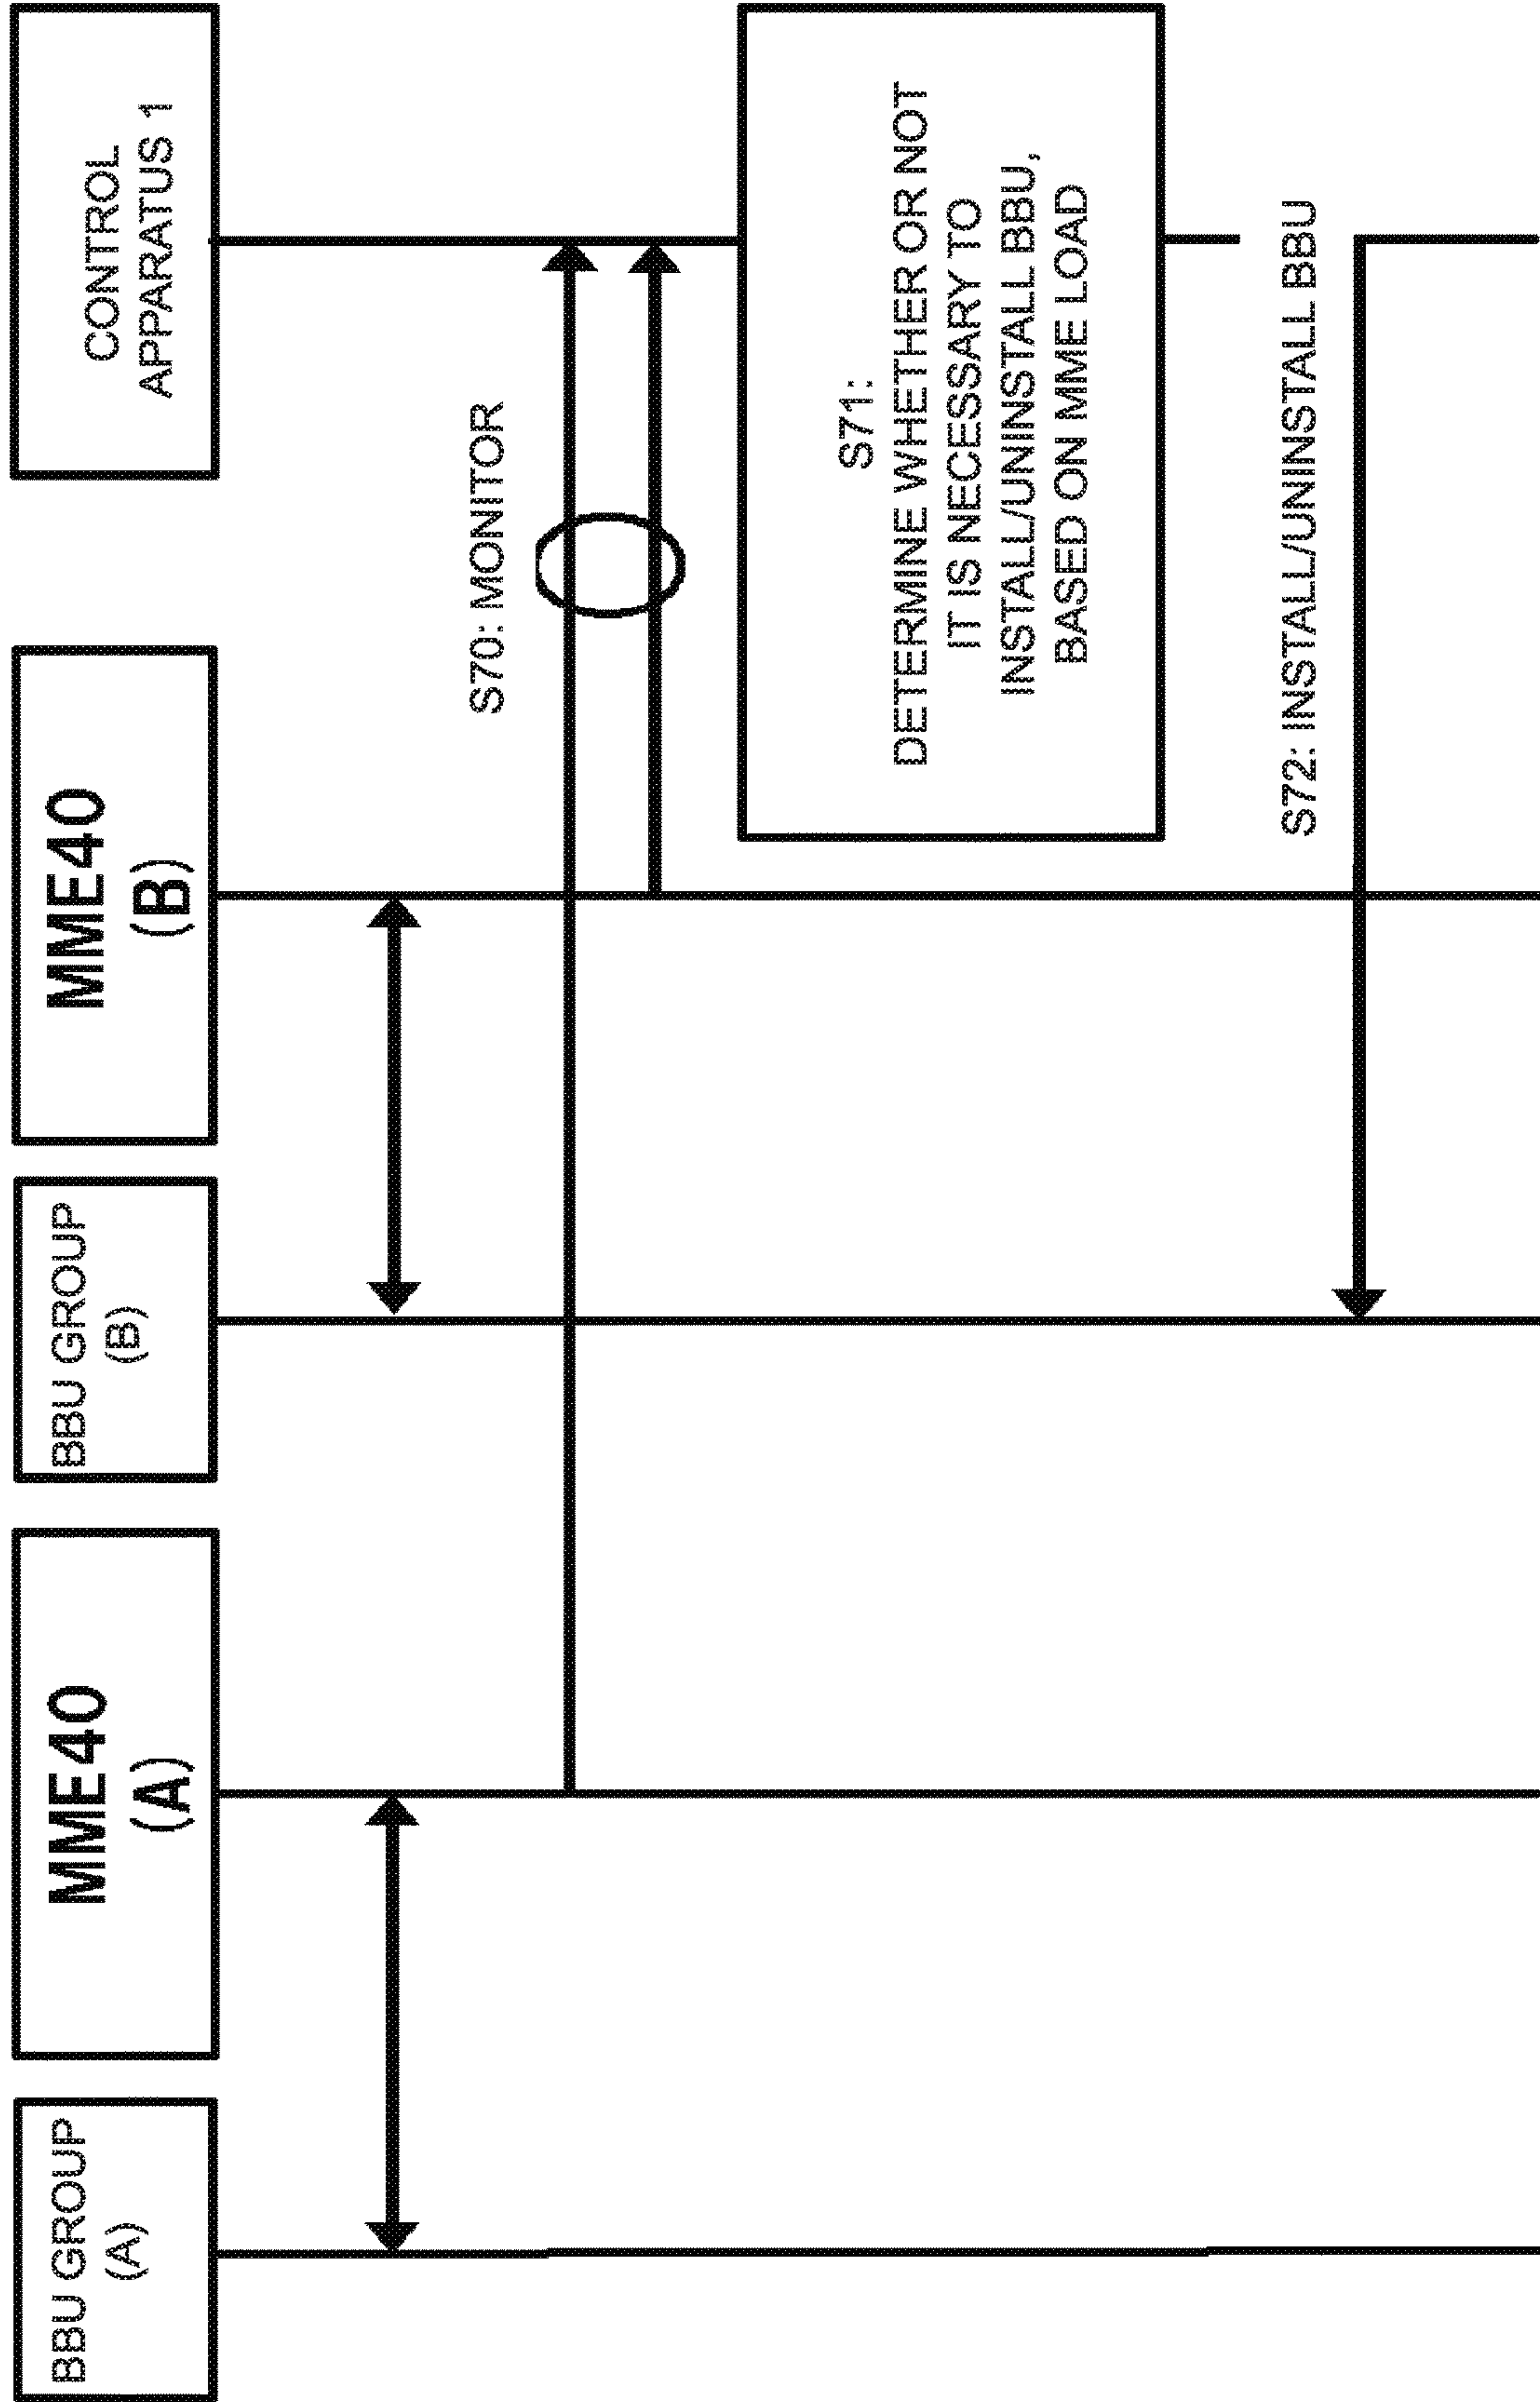 BBU GROUP
(A)
MME40
(A)
BBU GROUP
(B)
MME40
(B)
CONTROL
APPARATUS 1
S70: MONITOR
S71:
DETERMINE WHETHER OR NOT
IT IS NECESSARY TO
INSTALL/UNINSTALL BBU,
BASED ON MME LOAD
S72: INSTALL/UNINSTALL BBU